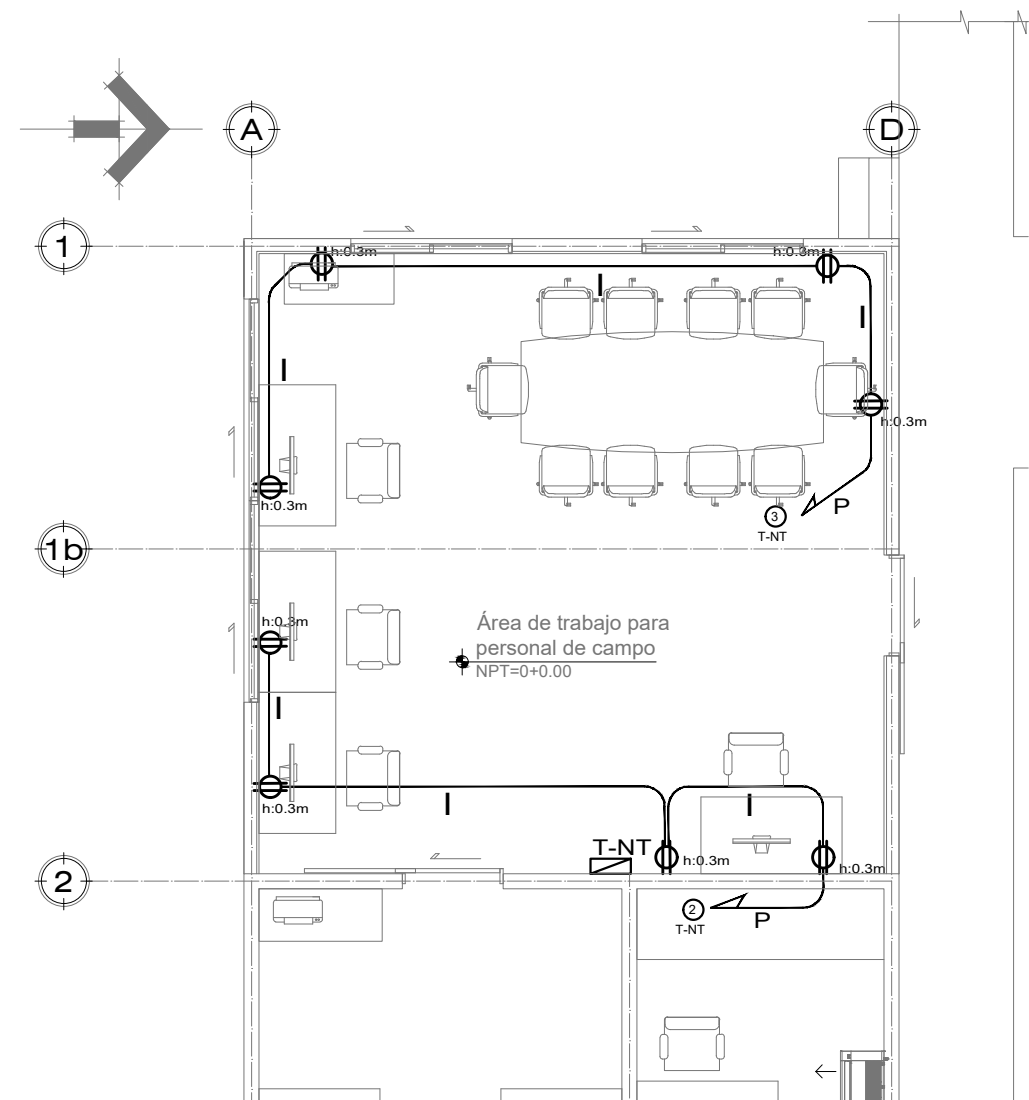 A
D
1
h:0.3m
h:0.3m
I
I
I
h:0.3m
h:0.3m
P
3
T-NT
1b
h:0.3m
Área de trabajo para
personal de campo
NPT=0+0.00
I
h:0.3m
I
I
T-NT
h:0.3m
h:0.3m
2
2
T-NT
P